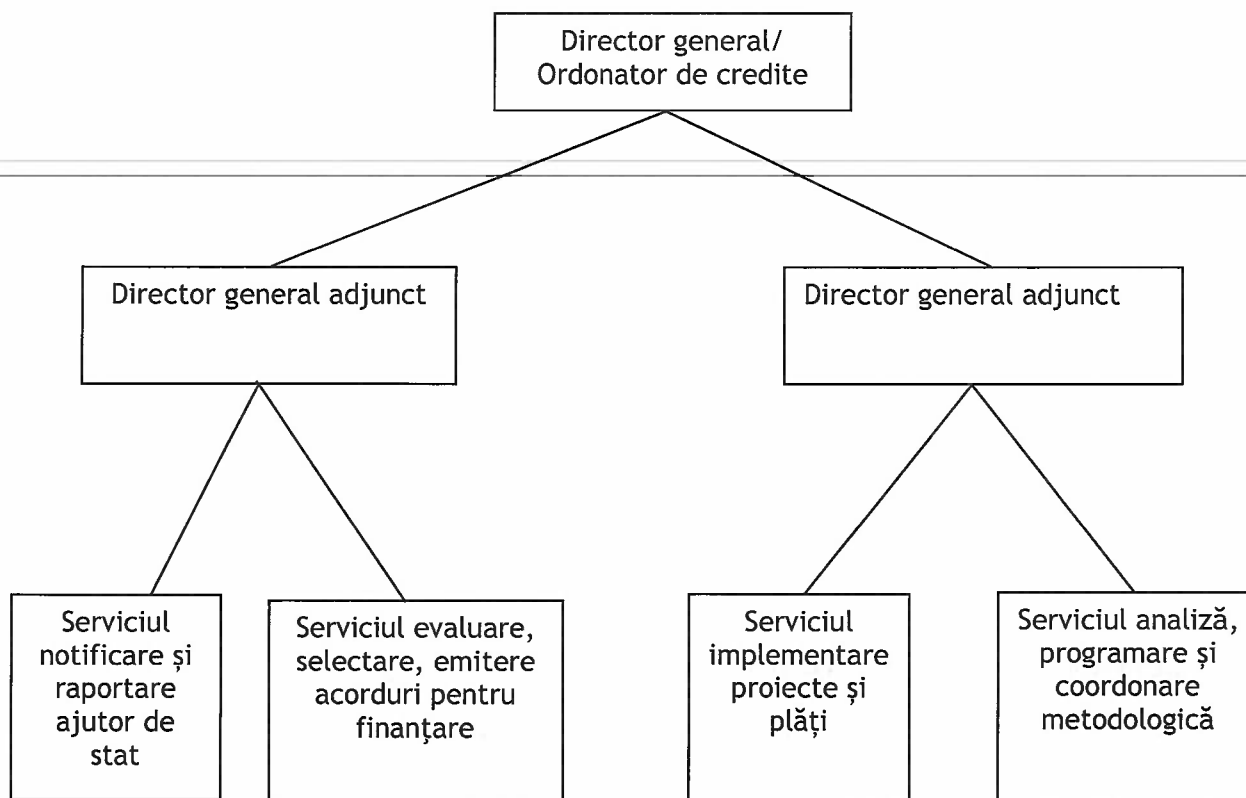 Director general/
Ordonator de credite
Director general adjunct
Director general adjunct
Serviciul
notificare și
raportare
ajutor de
stat
Serviciul evaluare,
selectare, emitere
acorduri pentru
finanţare
Serviciul
implementare
proiecte și
plăți
Serviciul analiză,
programare și
coordonare
metodologică